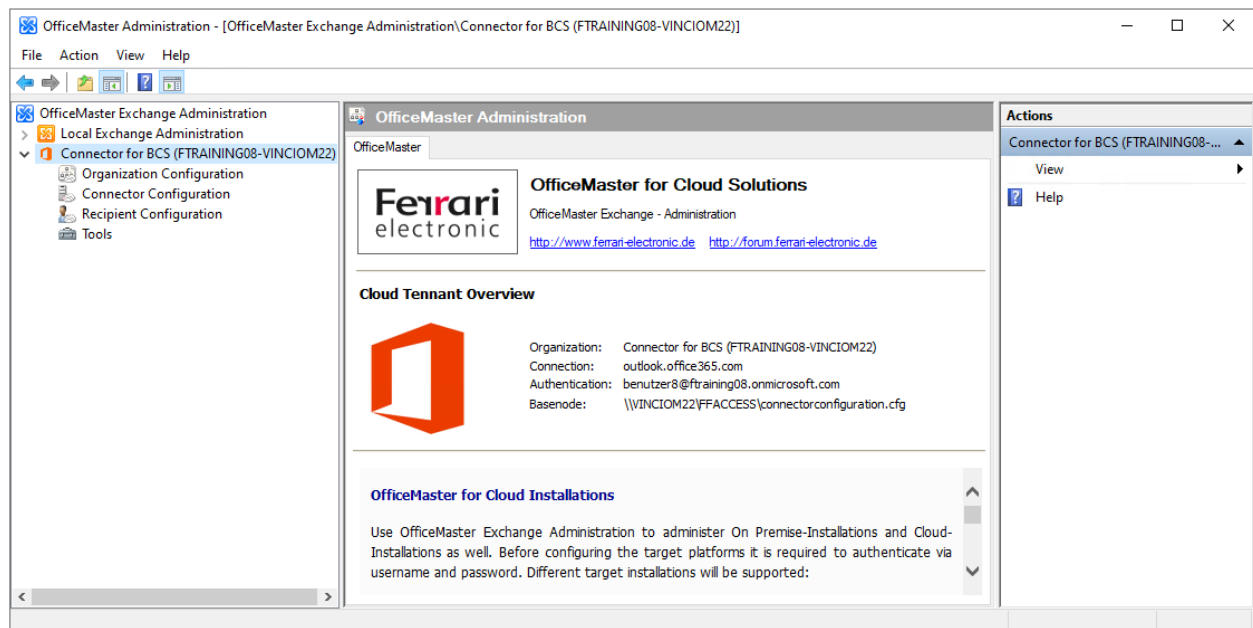 OfficeMaster Administration - [OfficeMaster Exchange Administration\Connector for BCS (FTRAINING08-VINCIOM22)]
File Action View Help
OfficeMaster Exchange Administration
Local Exchange Administration
Connector for BCS (FTRAINING08-VINCIOM22)
Organization Configuration
Connector Configuration
Recipient Configuration
Tools
OfficeMaster Administration
OfficeMaster
Ferrari
electronic
OfficeMaster for Cloud Solutions
OfficeMaster Exchange - Administration
http://www.ferrari-electronic.de http://forum.ferrari-electronic.de
Cloud Tennant Overview
Organization: Connector for BCS (FTRAINING08-VINCIOM22)
Connection: outlook.office365.com
Authentication: benutzer8@ftraining08.onmicrosoft.com
Basenode: \\VINCIOM22\FFACCESS\connectorconfiguration.cfg
OfficeMaster for Cloud Installations
Use OfficeMaster Exchange Administration to administer On Premise-Installations and Cloud-
Installations as well. Before configuring the target platforms it is required to authenticate via
username and password. Different target installations will be supported:
Actions
Connector for BCS (FTRAINING08-...
View
Help